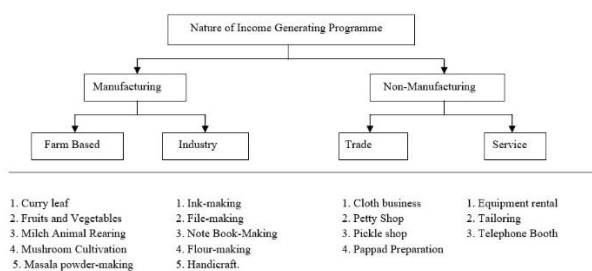 Nature of Income Generating Programme
Manufacturing
Non-Manufacturing
Farm Based
Industry
Trade
Service
1. Curry leaf
2. Fruits and Vegetables
3. Milch Animal Rearing
4. Mushroom Cultivation
5. Masala powder-making
1. Ink-making
2. File-making
3. Note Book-Making
4. Flour-making
5. Handicraft.
1. Cloth business
2. Petty Shop
3. Pickle shop
4. Pappad Preparation
1. Equipment rental
2. Tailoring
3. Telephone Booth